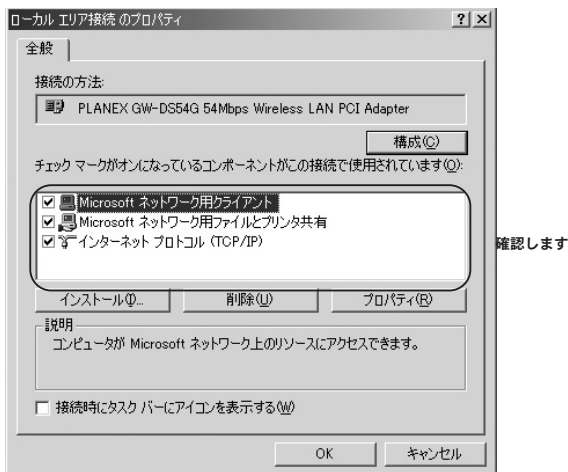 ローカル エリア接続 のプロパティ
全般
接続の方法:
PLANEX GW-DS54G 54Mbps Wireless LAN PCI Adapter
構成(C)
チェック マークがオンになっているコンポーネントがこの接続で使用されています(O):
Microsoft ネットワーク用クライアント
Microsoft ネットワーク用ファイルとプリンタ共有
インターネット プロトコル (TCP/IP)
確認します
インストール(I)...
削除(U)
プロパティ(R)
説明
コンピュータが Microsoft ネットワーク上のリソースにアクセスできます。
接続時にタスク バーにアイコンを表示する(W)
OK
キャンセル